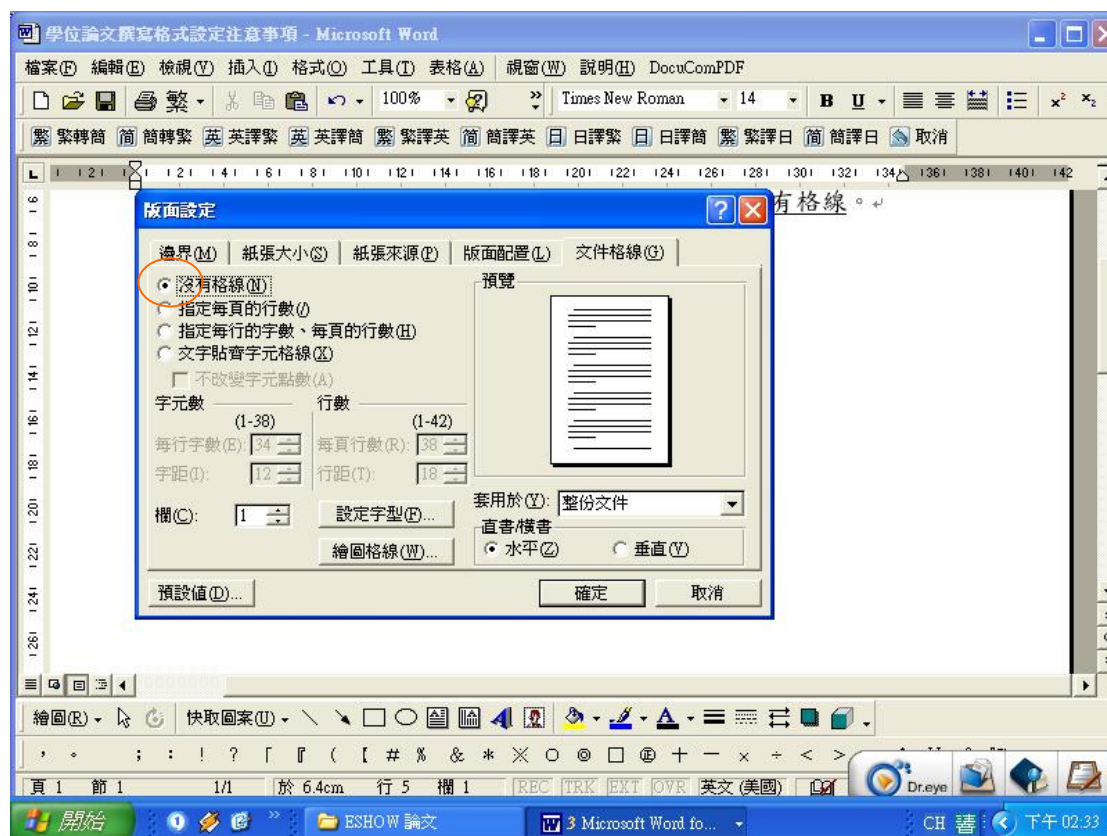 學位論文撰寫格式設定注意事項 - Microsoft Word
檔案(F) 編輯(E) 檢視(V) 插入(I) 格式(O) 工具(T) 表格(A) 視窗(W) 說明(H) DocuComPDF
繁 100% Times New Roman 14 B U x² x₂
繁 繁轉簡 簡 簡轉繁 英 英譯繁 英 英譯簡 繁 繁譯英 簡 簡譯英 日 日譯繁 日 日譯簡 繁 繁譯日 簡 簡譯日 取消
有格線。
版面設定
邊界(M) 紙張大小(S) 紙張來源(P) 版面配置(L) 文件格線(G)
沒有格線(N)
指定每頁的行數(/)
指定每行的字數、每頁的行數(H)
文字貼齊字元格線(X)
不改變字元點數(A)
字元數 行數
(1-38) (1-42)
每行字數(E): 34 每頁行數(R): 38
字距(I): 12 行距(T): 18
預覽
欄(C): 1 設定字型(F)...
繪圖格線(W)...
套用於(Y): 整份文件
直書/橫書
水平(Z) 垂直(V)
預設值(D)... 確定 取消
繪圖(R) 快取圖案(U)
, 。 ; : ! ? 「 『 ( 【 # % & * ※ ○ ◎ □ ㊣ + - × ÷ < >
頁 1 節 1 1/1 於 6.4cm 行 5 欄 1 REC TRK EXT OVR 英文 (美國)
Dr.eye
開始 ESHOW 論文 3 Microsoft Word fo... CH 下午 02:33